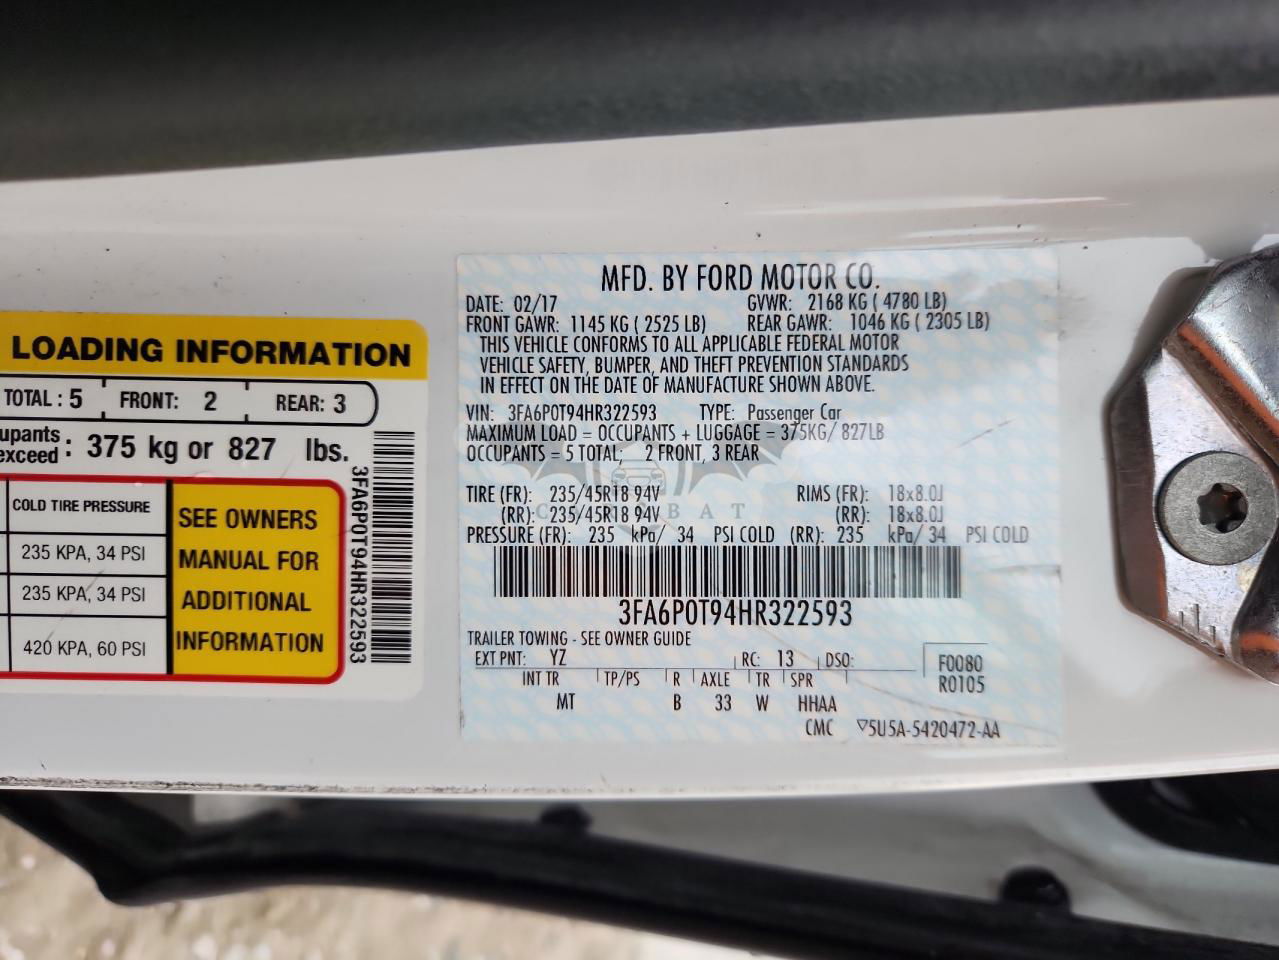 LOADING INFORMATION
TOTAL : 5 FRONT: 2 REAR: 3
upants
exceed : 375 kg or 827 lbs.
COLD TIRE PRESSURE
235 KPA, 34 PSI
235 KPA, 34 PSI
420 KPA, 60 PSI
SEE OWNERS
MANUAL FOR
ADDITIONAL
INFORMATION
3FA6P0T94HR322593
MFD. BY FORD MOTOR CO.
DATE: 02/17 GVWR: 2168 KG ( 4780 LB)
FRONT GAWR: 1145 KG ( 2525 LB) REAR GAWR: 1046 KG ( 2305 LB)
THIS VEHICLE CONFORMS TO ALL APPLICABLE FEDERAL MOTOR
VEHICLE SAFETY, BUMPER, AND THEFT PREVENTION STANDARDS
IN EFFECT ON THE DATE OF MANUFACTURE SHOWN ABOVE.
VIN: 3FA6P0T94HR322593 TYPE: Passenger Car
MAXIMUM LOAD = OCCUPANTS + LUGGAGE = 375KG/ 827LB
OCCUPANTS = 5 TOTAL; 2 FRONT, 3 REAR
TIRE (FR): 235/45R18 94V RIMS (FR): 18x8.0J
(RR): 235/45R18 94V (RR): 18x8.0J
PRESSURE (FR): 235 kPa/ 34 PSI COLD (RR): 235 kPa/ 34 PSI COLD
3FA6P0T94HR322593
TRAILER TOWING - SEE OWNER GUIDE
EXT PNT: YZ RC: 13 DSO: F0080
INT TR TP/PS R AXLE TR SPR R0105
MT B 33 W HHAA
CMC ▽5U5A-5420472-AA